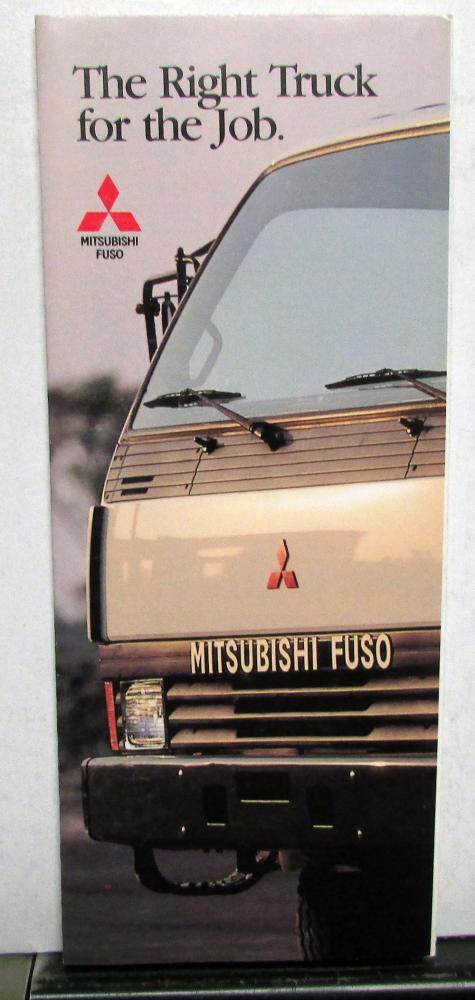 The Right Truck
for the Job.
MITSUBISHI
FUSO
MITSUBISHI FUSO